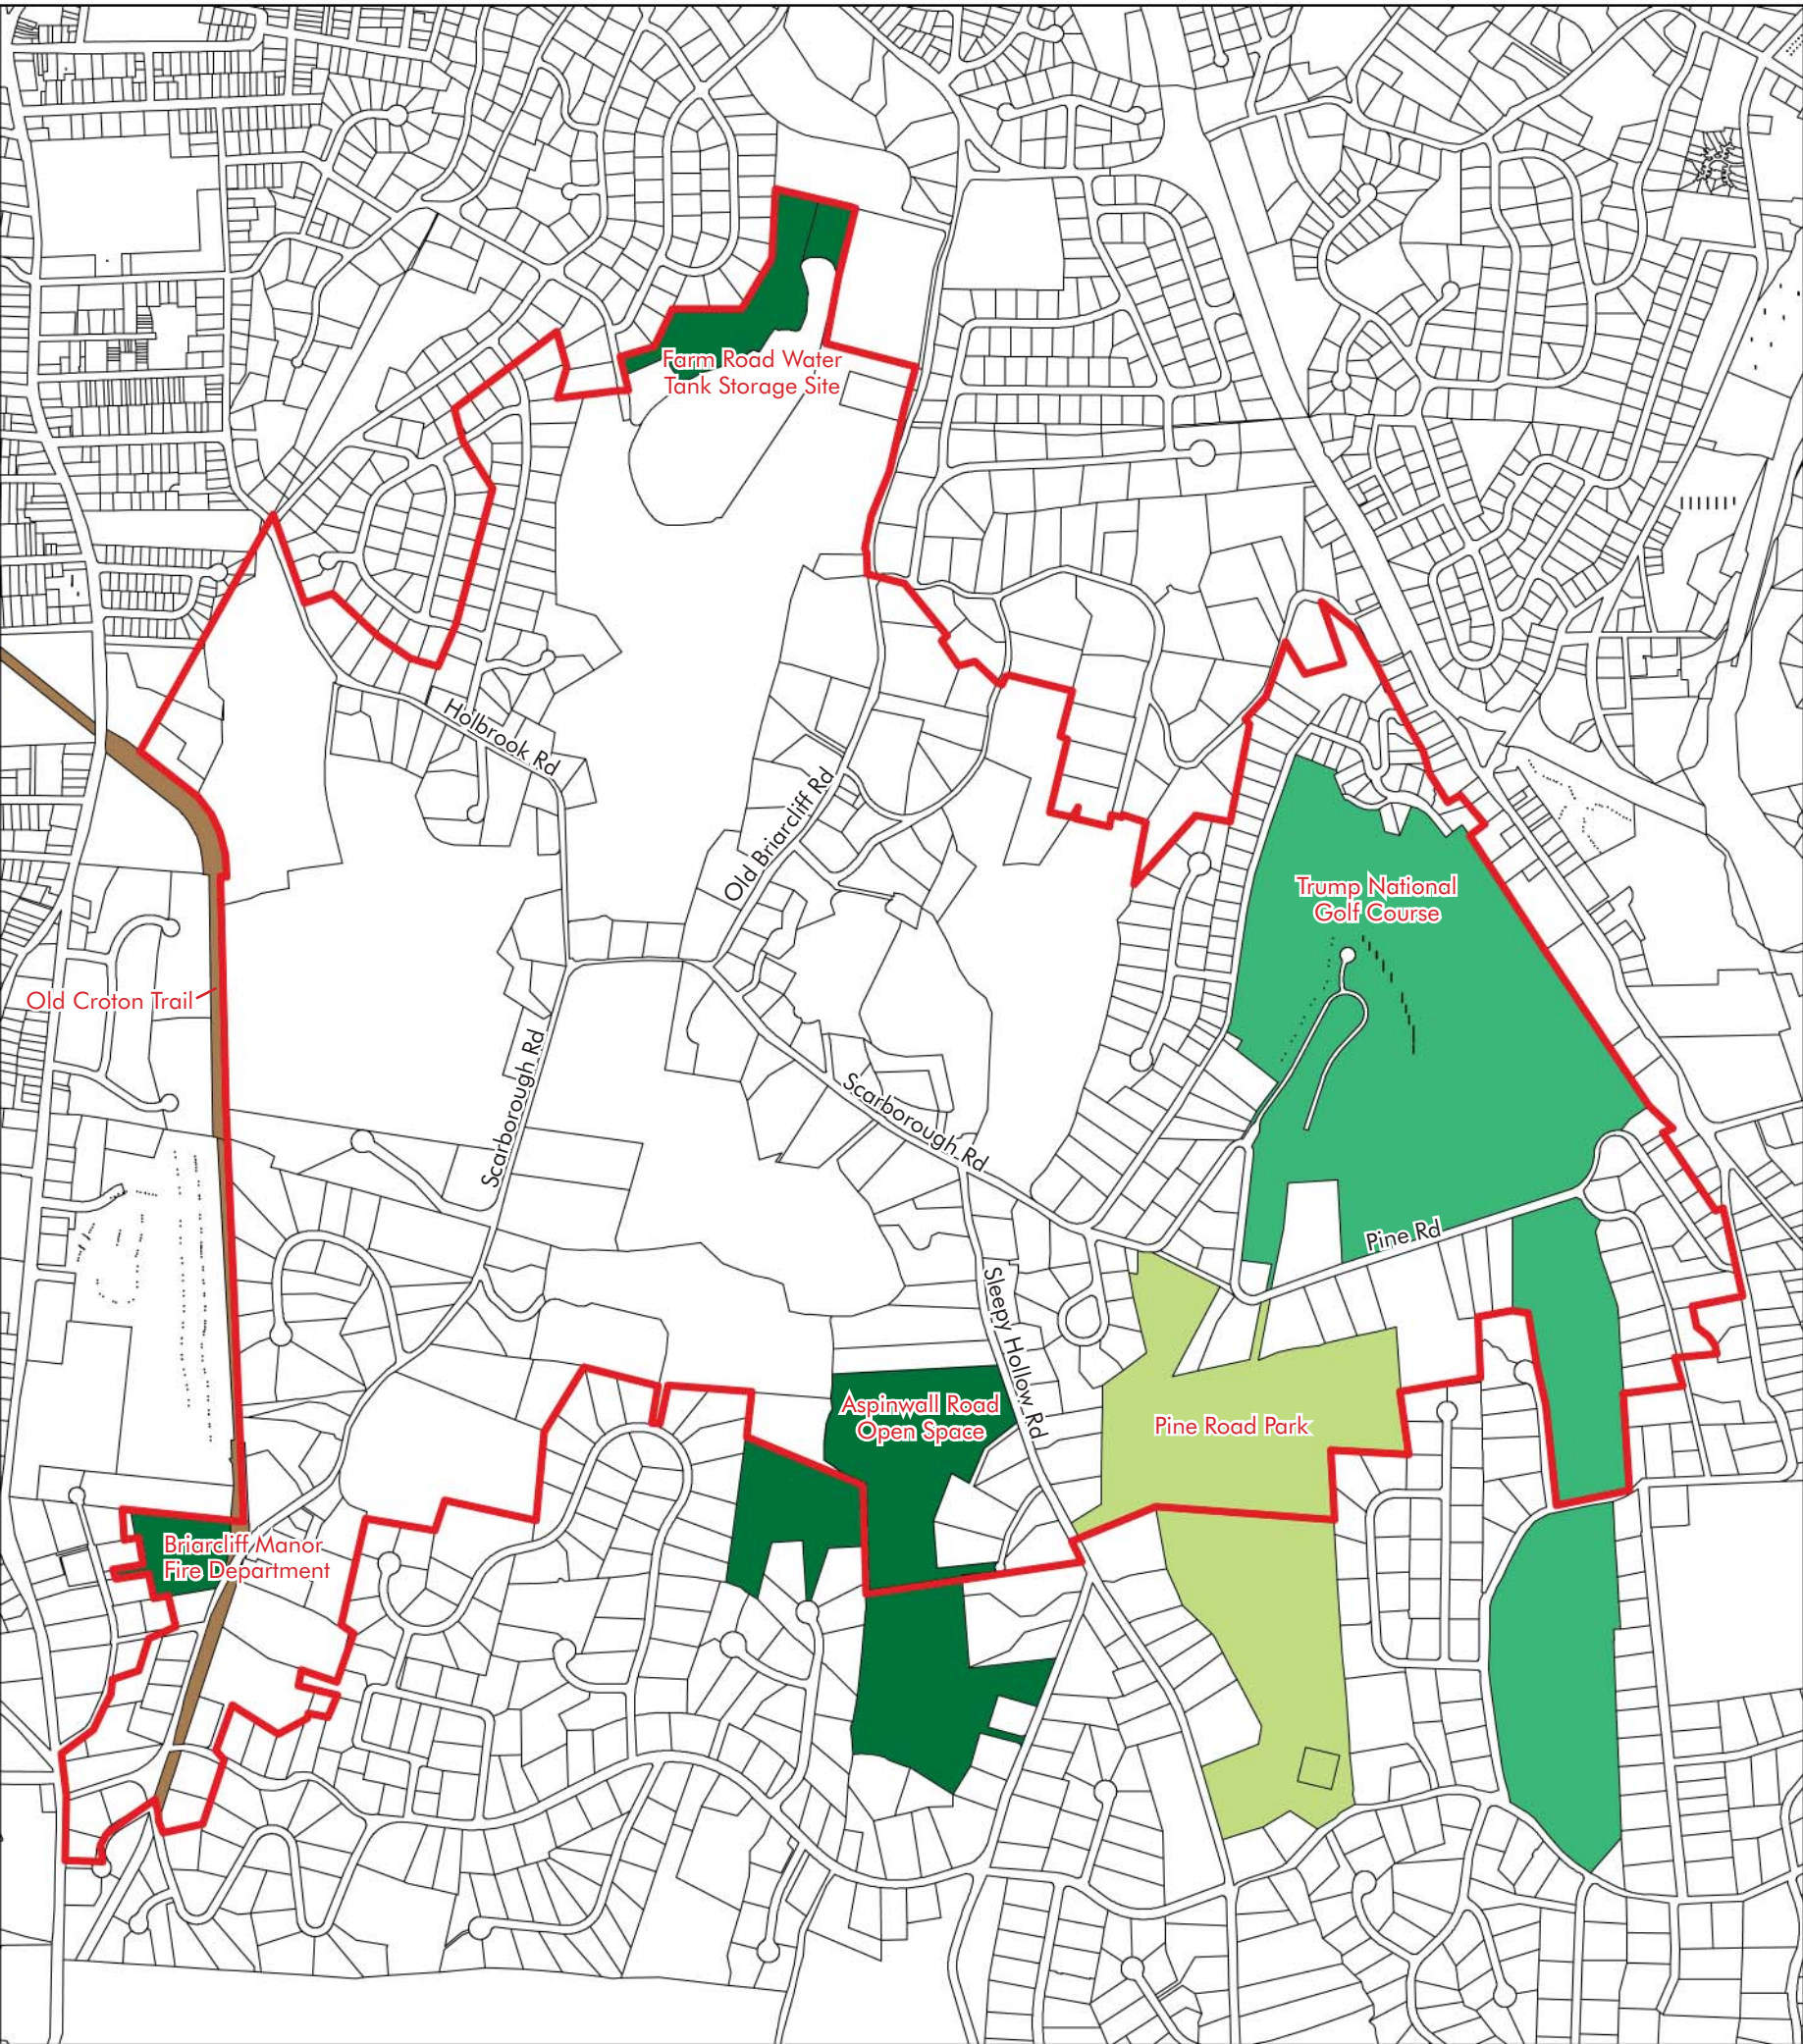 Farm Road Water
Tank Storage Site
Holbrook Rd
Old Briarcliff Rd
Trump National
Golf Course
Old Croton Trail
Scarborough Rd
Scarborough Rd
Pine Rd
Sleepy Hollow Rd
Aspinwall Road
Open Space
Pine Road Park
Briarcliff Manor
Fire Department